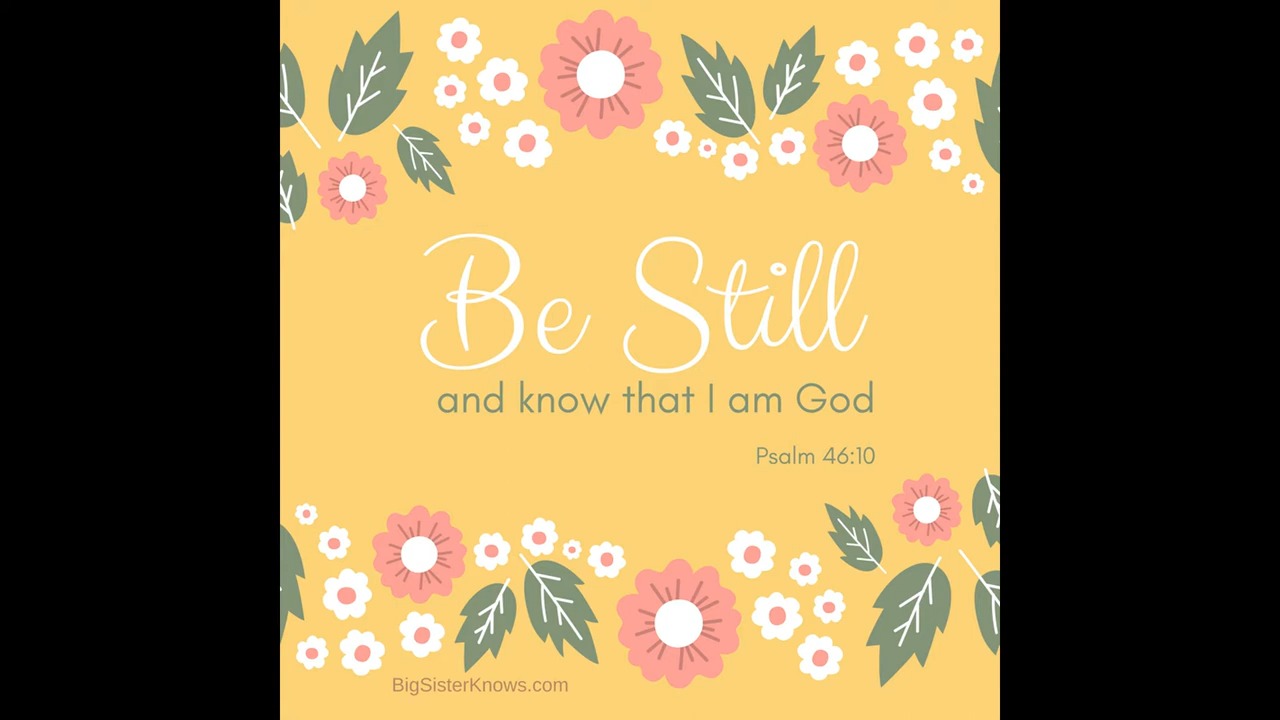 Be Still
and know that I am God
Psalm 46:10
BigSisterKnows.com